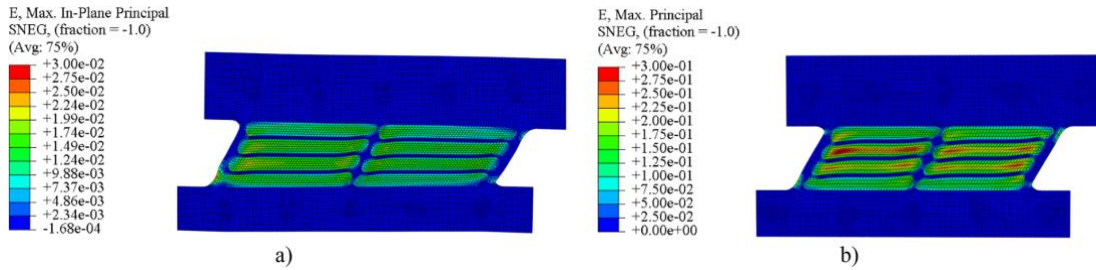 E, Max. In-Plane Principal
SNEG, (fraction = -1.0)
(Avg: 75%)
+3.00e-02
+2.75e-02
+2.50e-02
+2.24e-02
+1.99e-02
+1.74e-02
+1.49e-02
+1.24e-02
+9.88e-03
+7.37e-03
+4.86e-03
+2.34e-03
-1.68e-04
a)
E, Max. Principal
SNEG, (fraction = -1.0)
(Avg: 75%)
+3.00e-01
+2.75e-01
+2.50e-01
+2.25e-01
+2.00e-01
+1.75e-01
+1.50e-01
+1.25e-01
+1.00e-01
+7.50e-02
+5.00e-02
+2.50e-02
+0.00e+00
b)